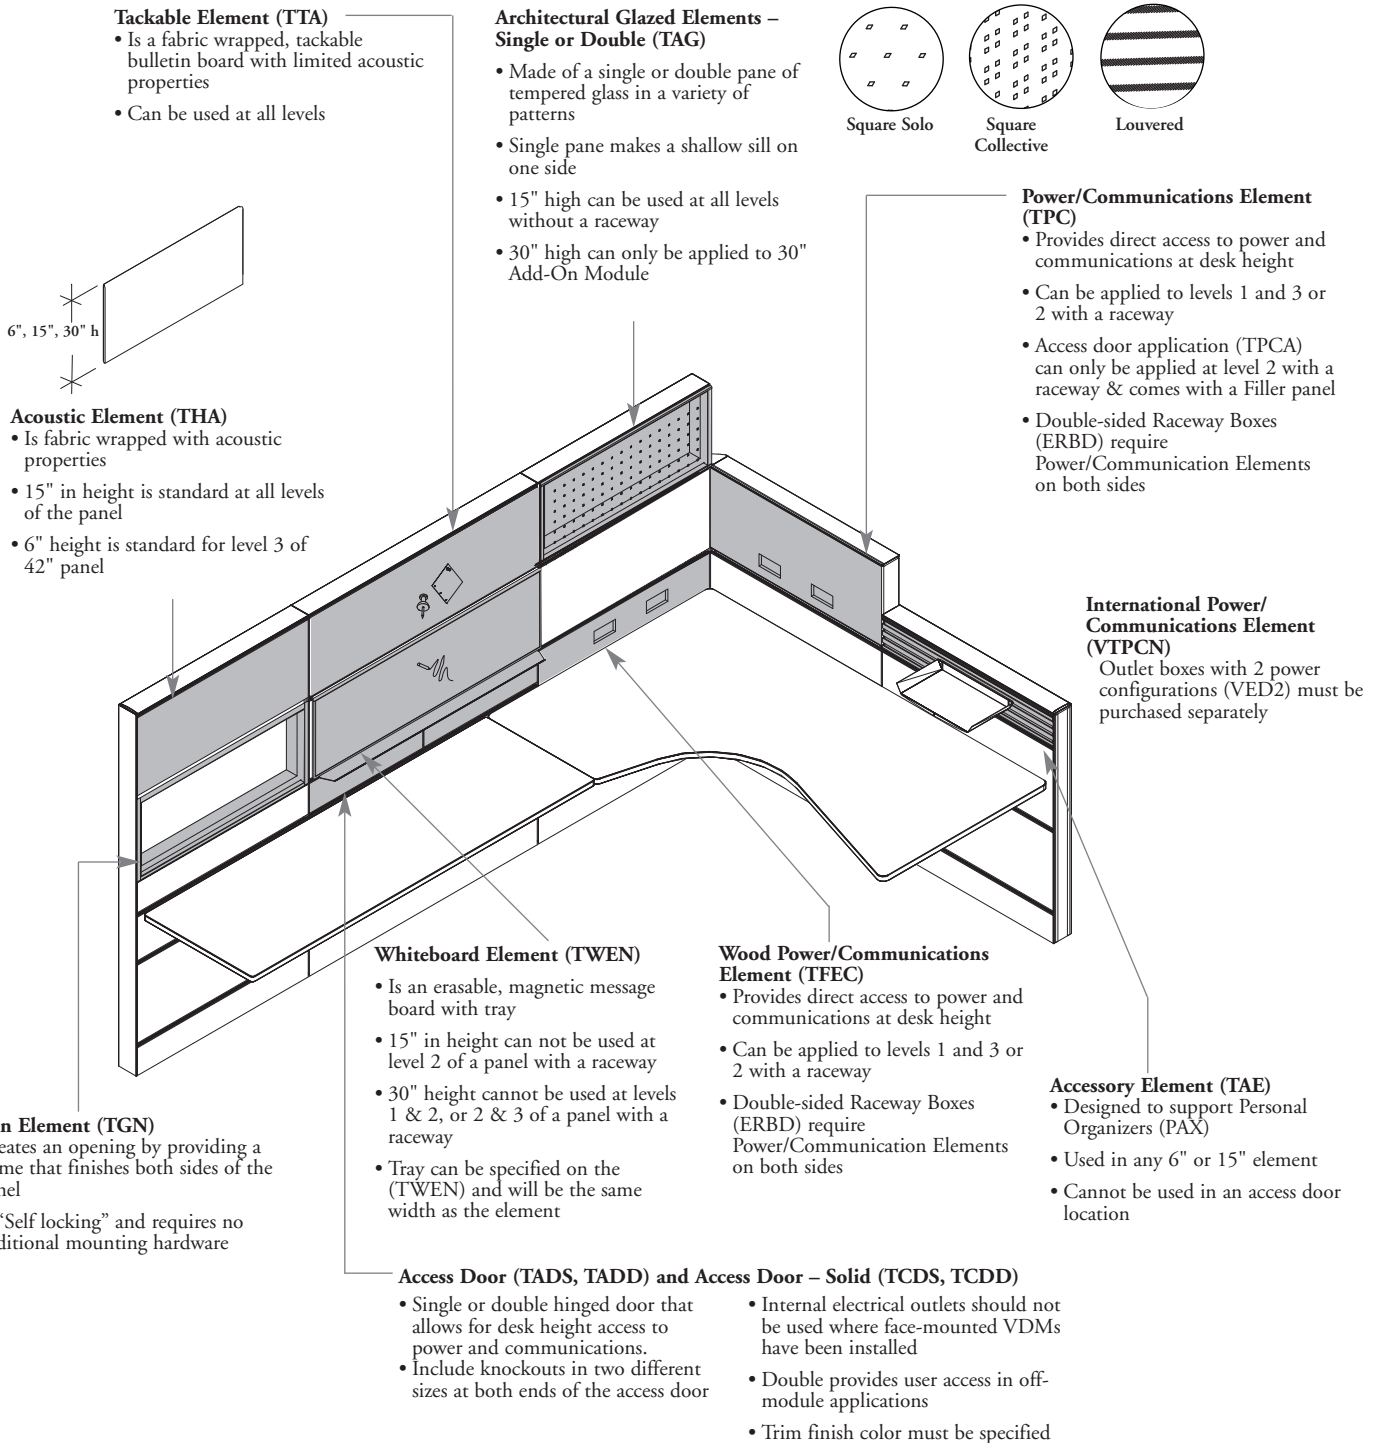 Tackable Element (TTA)
• Is a fabric wrapped, tackable
bulletin board with limited acoustic
properties
• Can be used at all levels
Architectural Glazed Elements –
Single or Double (TAG)
• Made of a single or double pane of
tempered glass in a variety of
patterns
• Single pane makes a shallow sill on
one side
• 15" high can be used at all levels
without a raceway
• 30" high can only be applied to 30"
Add-On Module
Square Solo
Square
Collective
Louvered
Power/Communications Element
(TPC)
• Provides direct access to power and
communications at desk height
• Can be applied to levels 1 and 3 or
2 with a raceway
• Access door application (TPCA)
can only be applied at level 2 with a
raceway & comes with a Filler panel
• Double-sided Raceway Boxes
(ERBD) require
Power/Communication Elements
on both sides
6", 15", 30" h
Acoustic Element (THA)
• Is fabric wrapped with acoustic
properties
• 15" in height is standard at all levels
of the panel
• 6" height is standard for level 3 of
42" panel
International Power/
Communications Element
(VTPCN)
Outlet boxes with 2 power
configurations (VED2) must be
purchased separately
Whiteboard Element (TWEN)
• Is an erasable, magnetic message
board with tray
• 15" in height can not be used at
level 2 of a panel with a raceway
• 30" height cannot be used at levels
1 & 2, or 2 & 3 of a panel with a
raceway
• Tray can be specified on the
(TWEN) and will be the same
width as the element
Wood Power/Communications
Element (TFEC)
• Provides direct access to power and
communications at desk height
• Can be applied to levels 1 and 3 or
2 with a raceway
• Double-sided Raceway Boxes
(ERBD) require
Power/Communication Elements
on both sides
Accessory Element (TAE)
• Designed to support Personal
Organizers (PAX)
• Used in any 6" or 15" element
• Cannot be used in an access door
location
n Element (TGN)
eates an opening by providing a
me that finishes both sides of the
nel
“Self locking” and requires no
ditional mounting hardware
Access Door (TADS, TADD) and Access Door – Solid (TCDS, TCDD)
• Single or double hinged door that
allows for desk height access to
power and communications.
• Include knockouts in two different
sizes at both ends of the access door
• Internal electrical outlets should not
be used where face-mounted VDMs
have been installed
• Double provides user access in off-
module applications
• Trim finish color must be specified